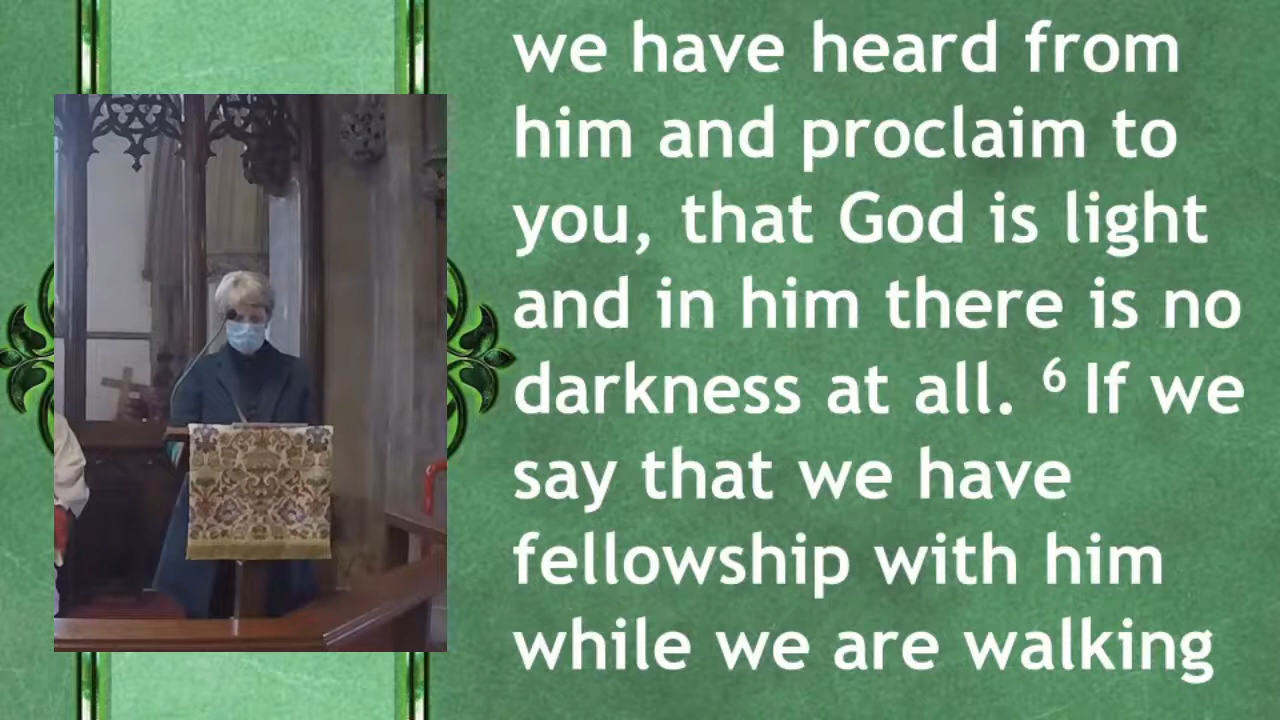 we have heard from
him and proclaim to
you, that God is light
and in him there is no
darkness at all. ⁶ If we
say that we have
fellowship with him
while we are walking